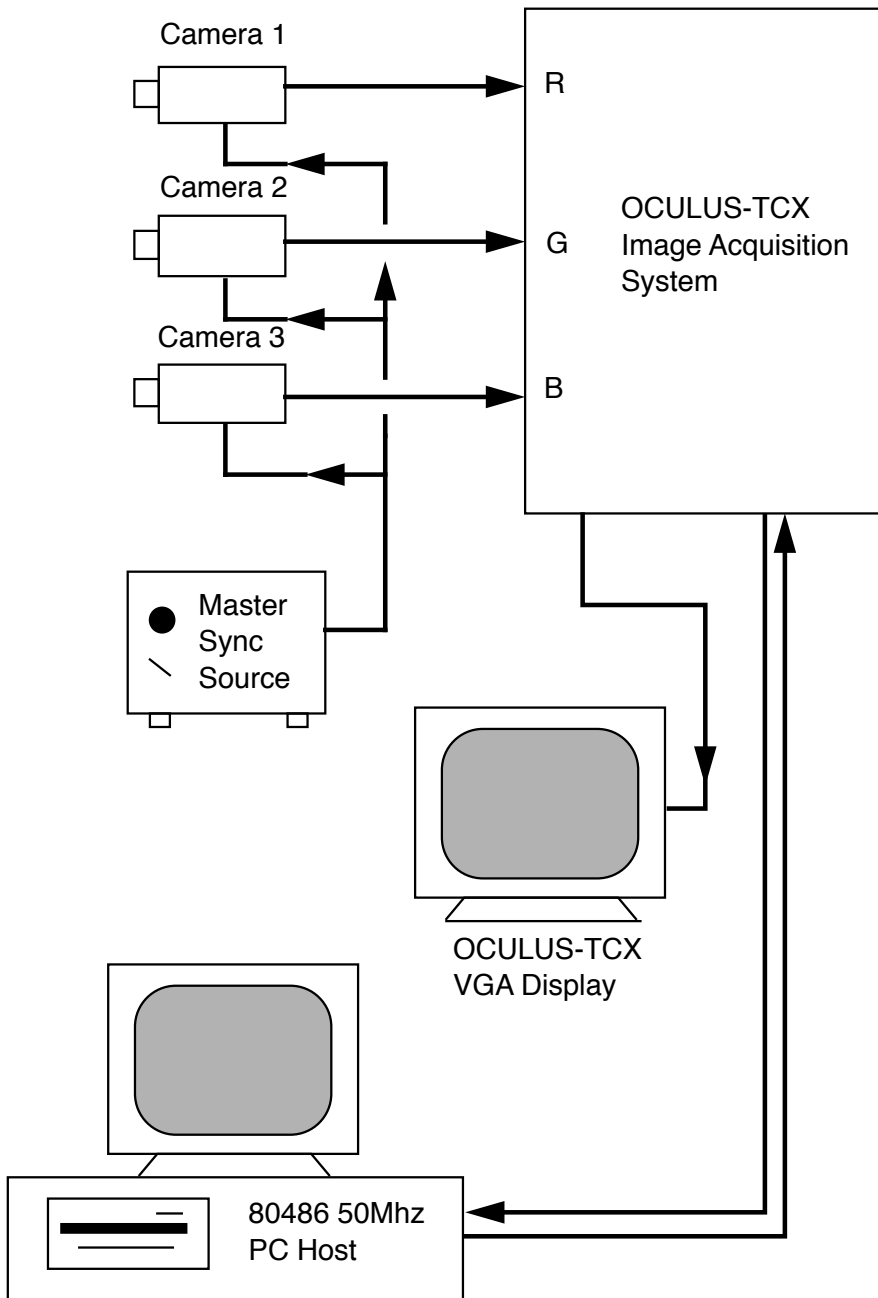 Camera 1
R
Camera 2
OCULUS-TCX
Image Acquisition
System
G
Camera 3
B
Master
Sync
Source
OCULUS-TCX
VGA Display
80486 50Mhz
PC Host